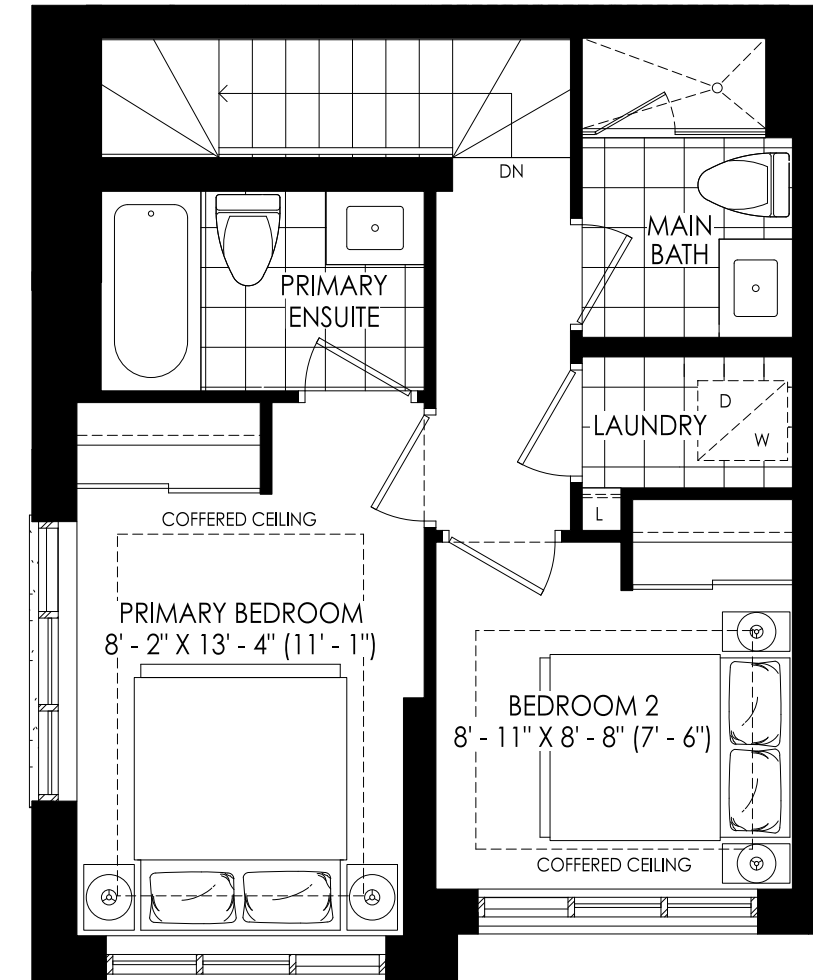 DN
MAIN
BATH
PRIMARY
ENSUITE
D
LAUNDRY
W
L
COFFERED CEILING
PRIMARY BEDROOM
8' - 2" X 13' - 4" (11' - 1")
BEDROOM 2
8' - 11" X 8' - 8" (7' - 6")
COFFERED CEILING